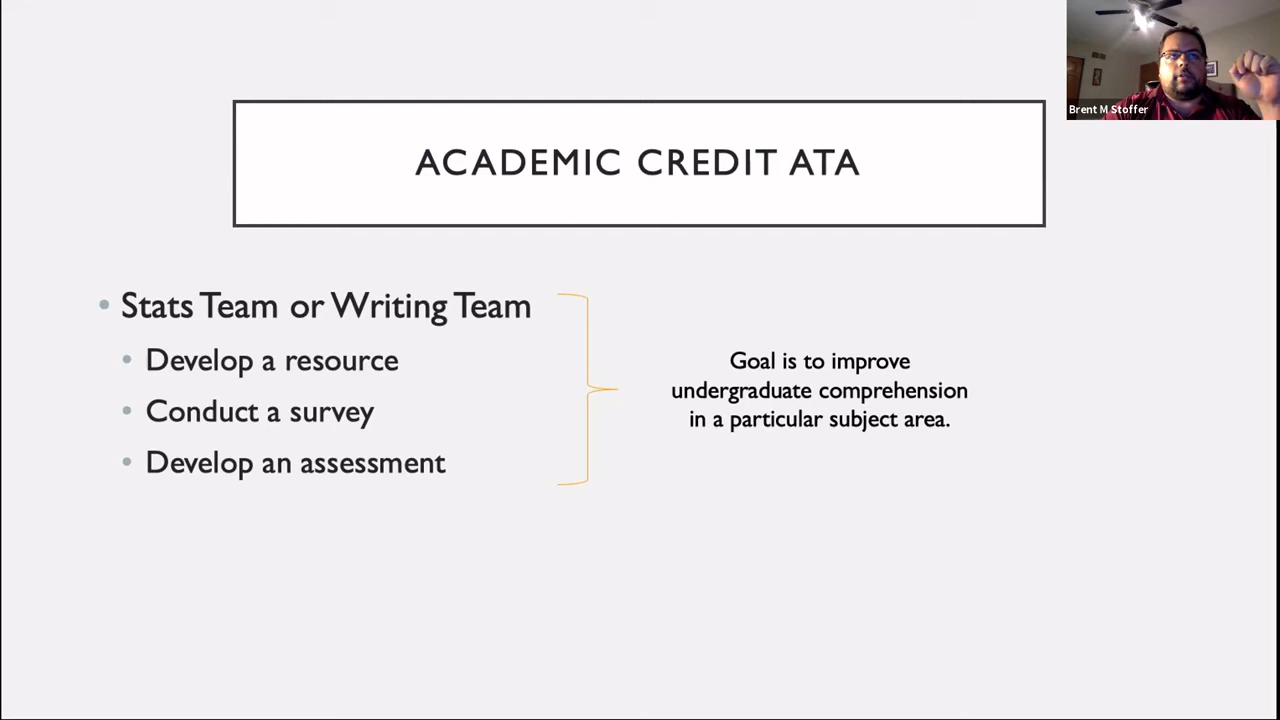 ACADEMIC CREDIT ATA
Brent M Stoffer
• Stats Team or Writing Team
• Develop a resource
• Conduct a survey
• Develop an assessment
Goal is to improve
undergraduate comprehension
in a particular subject area.